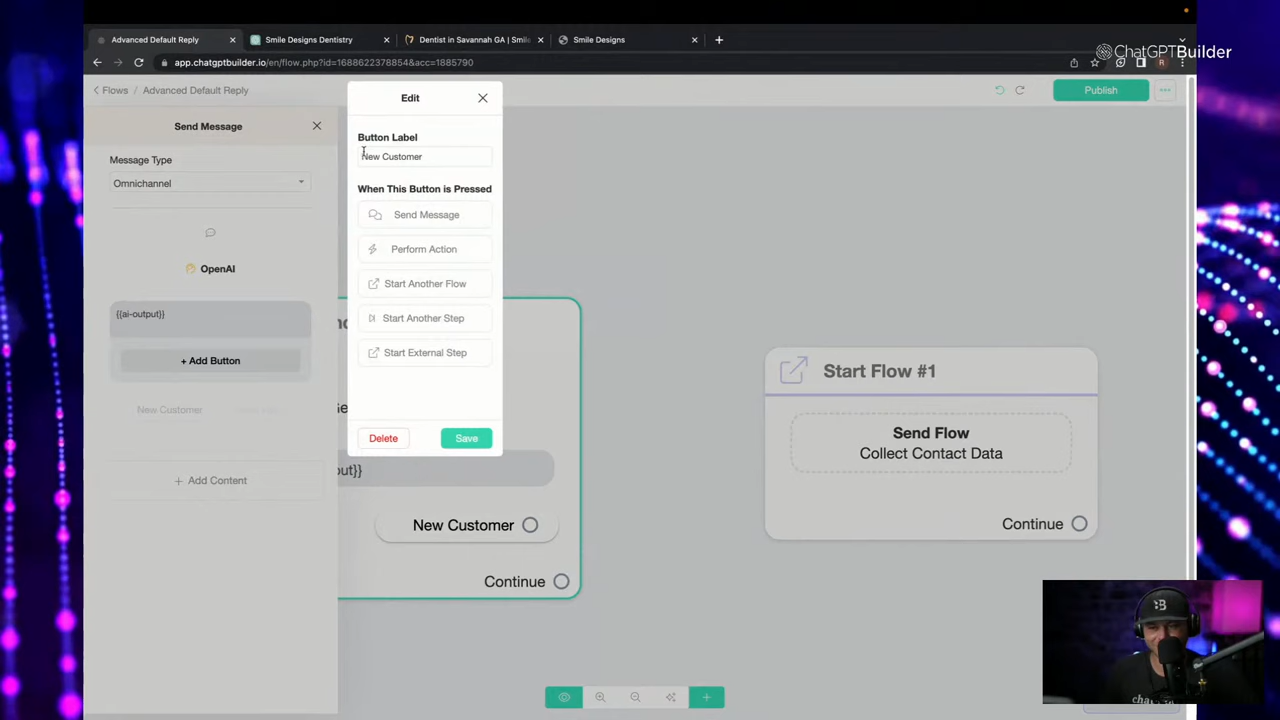 Advanced Default Reply
Smile Designs Dentistry
Dentist in Savannah GA | Smil
Smile Designs
ChatGPTBuilder
app.chatgptbuilder.io/en/flow.php?id=1688622378854&acc=1885790
R
Flows / Advanced Default Reply
Publish
Send Message
Message Type
Omnichannel
OpenAI
{{ai-output}}
+ Add Button
New Customer
+ Add Content
Edit
Button Label
New Customer
When This Button is Pressed
Send Message
Perform Action
Start Another Flow
Start Another Step
Start External Step
Delete
Save
put}}
New Customer
Continue
Start Flow #1
Send Flow
Collect Contact Data
Continue